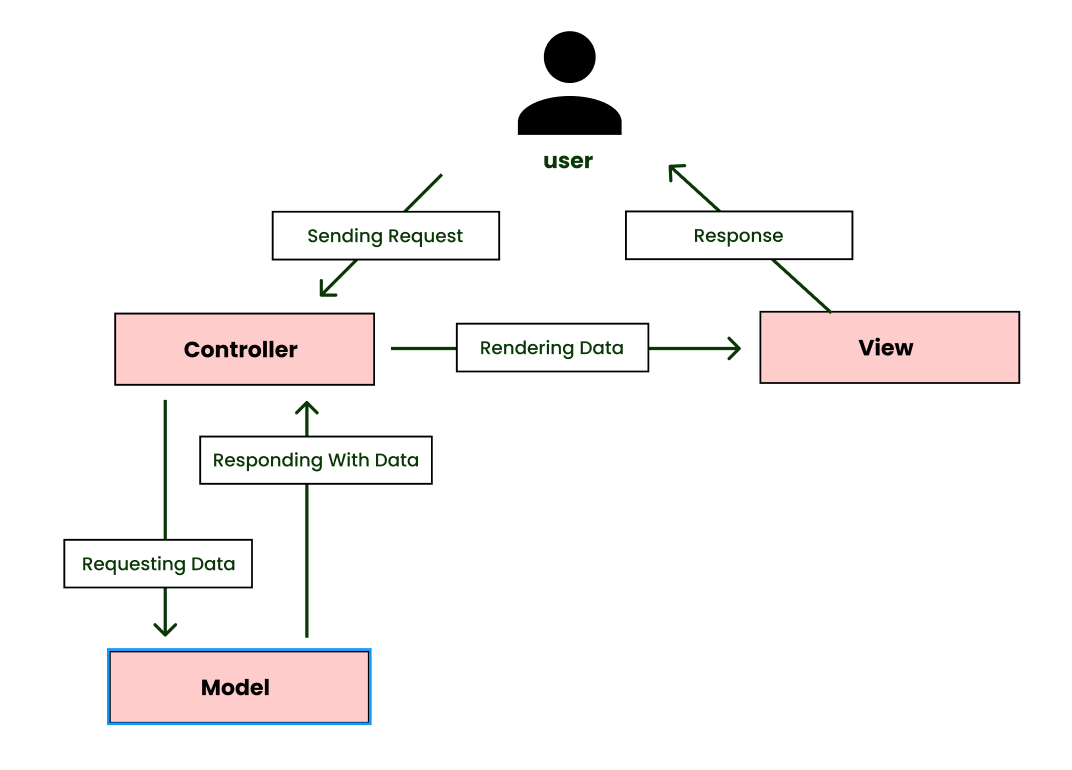 user
Sending Request
Response
Controller
Rendering Data
View
Responding With Data
Requesting Data
Model